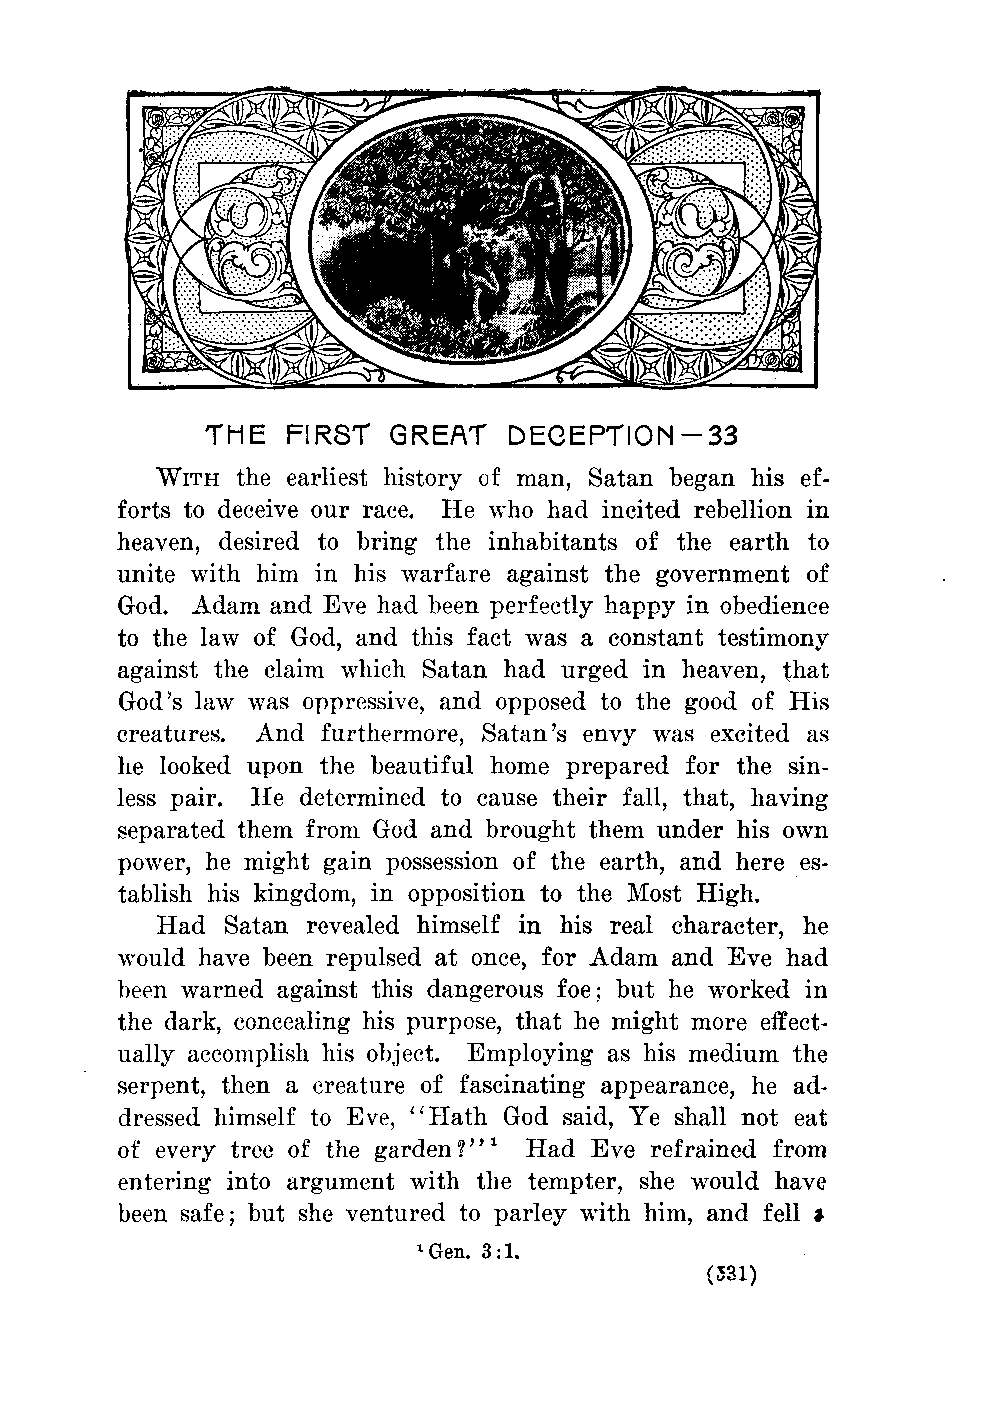 THE FIRST GREAT DECEPTION—33
WITH the earliest history of man, Satan began his ef-
forts to deceive our race. He who had incited rebellion in
heaven, desired to bring the inhabitants of the earth to
unite with him in his warfare against the government of
God. Adam and Eve had been perfectly happy in obedience
to the law of God, and this fact was a constant testimony
against the claim which Satan had urged in heaven, that
God's law was oppressive, and opposed to the good of His
creatures. And furthermore, Satan's envy was excited as
he looked upon the beautiful home prepared for the sin-
less pair. He determined to cause their fall, that, having
separated them from God and brought them under his own
power, he might gain possession of the earth, and here es-
tablish his kingdom, in opposition to the Most High.
Had Satan revealed himself in his real character, he
would have been repulsed at once, for Adam and Eve had
been warned against this dangerous foe; but he worked in
the dark, concealing his purpose, that he might more effect-
ually accomplish his object. Employing as his medium the
serpent, then a creature of fascinating appearance, he ad-
dressed himself to Eve, "Hath God said, Ye shall not eat
of every tree of the garden?"¹ Had Eve refrained from
entering into argument with the tempter, she would have
been safe; but she ventured to parley with him, and fell a
¹ Gen. 3:1.
(531)